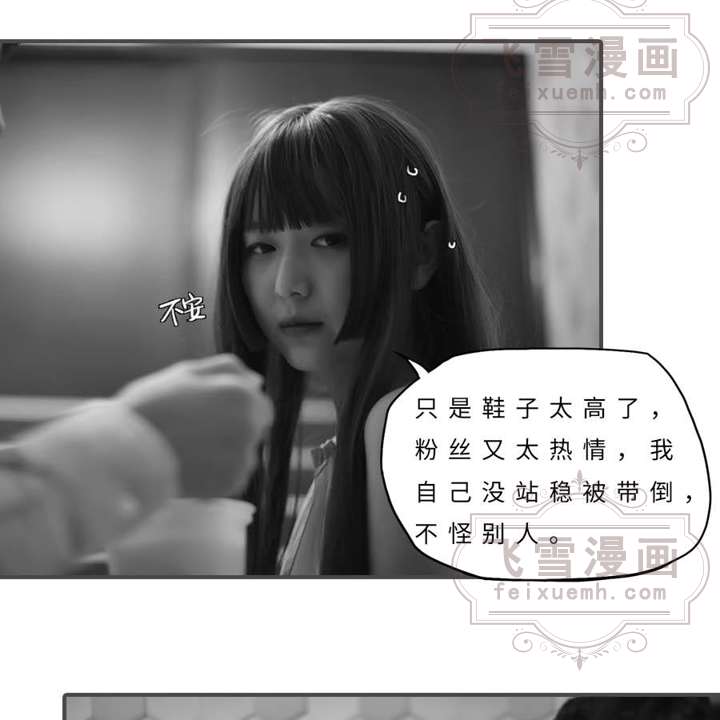 飞雪漫画
feixuemh.com
不安
只是鞋子太高了，
粉丝又太热情，我
自己没站稳被带倒，
不怪别人。
飞雪漫画
feixuemh.com